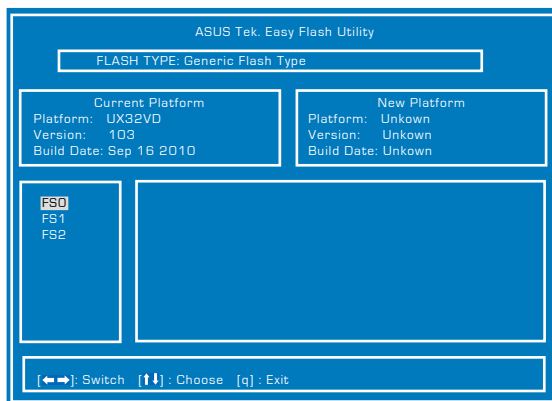 ASUS Tek. Easy Flash Utility
FLASH TYPE: Generic Flash Type
Current Platform
Platform: UX32VD
Version: 103
Build Date: Sep 16 2010
New Platform
Platform: Unkown
Version: Unkown
Build Date: Unkown
FS0
FS1
FS2
[←→]: Switch [↑↓] : Choose [q] : Exit